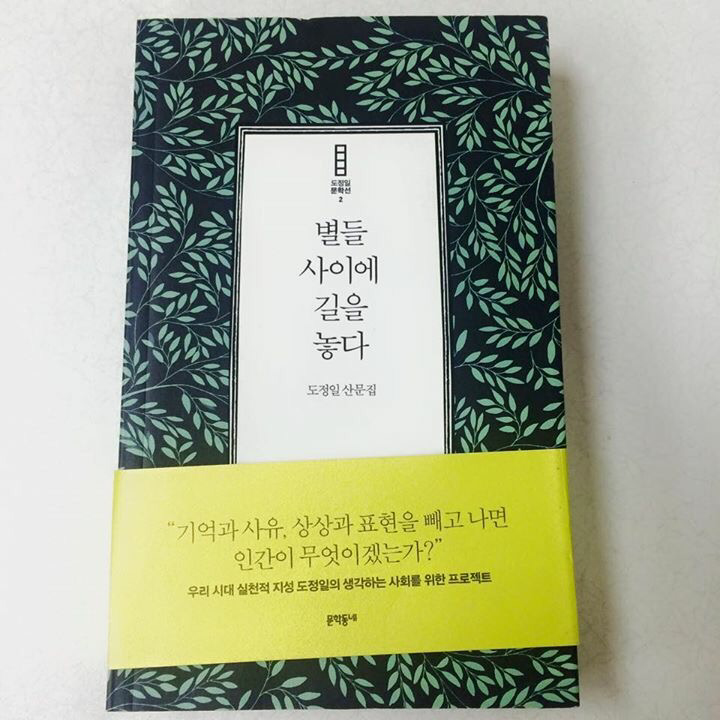 도정일
문학선
2
별들
사이에
길을
놓다
도정일 산문집
“기억과 사유, 상상과 표현을 빼고 나면
인간이 무엇이겠는가?”
우리 시대 실천적 지성 도정일의 생각하는 사회를 위한 프로젝트
문학동네